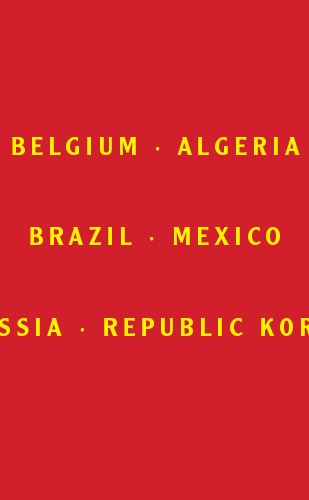 BELGIUM · ALGERIA
BRAZIL · MEXICO
SSIA · REPUBLIC KOR